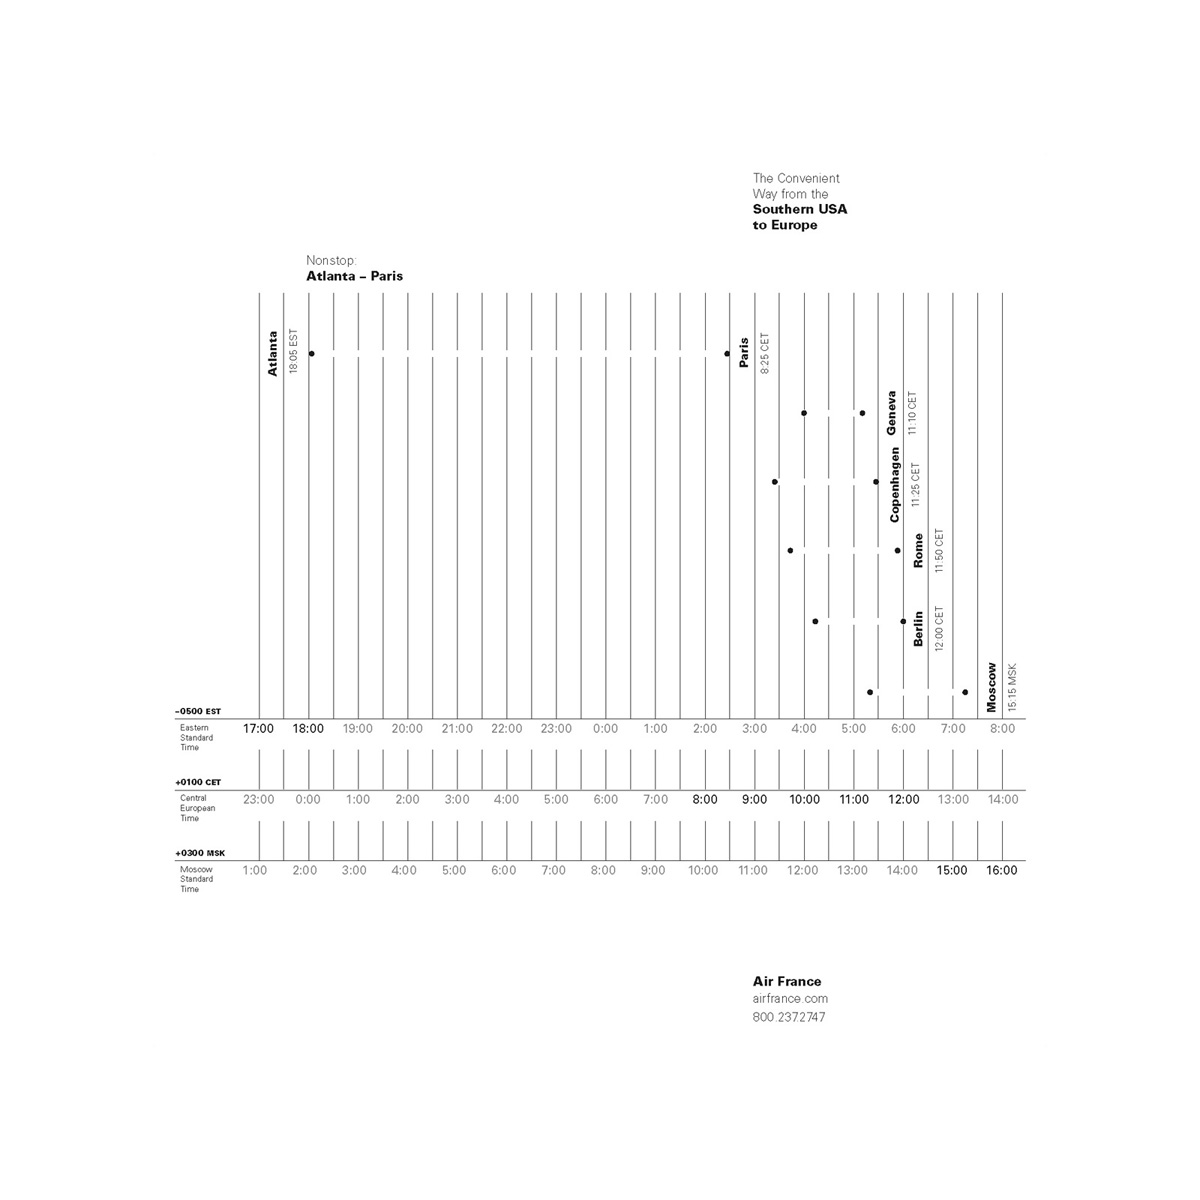 The Convenient
Way from the
Southern USA
to Europe
Nonstop:
Atlanta – Paris
Atlanta
18:05 EST
Paris
8:25 CET
Geneva
11:10 CET
Copenhagen
11:25 CET
Rome
11:50 CET
Berlin
12:00 CET
Moscow
15:15 MSK
–0500 EST
Eastern
Standard
Time
17:00 18:00 19:00 20:00 21:00 22:00 23:00 0:00 1:00 2:00 3:00 4:00 5:00 6:00 7:00 8:00
+0100 CET
Central
European
Time
23:00 0:00 1:00 2:00 3:00 4:00 5:00 6:00 7:00 8:00 9:00 10:00 11:00 12:00 13:00 14:00
+0300 MSK
Moscow
Standard
Time
1:00 2:00 3:00 4:00 5:00 6:00 7:00 8:00 9:00 10:00 11:00 12:00 13:00 14:00 15:00 16:00
Air France
airfrance.com
800.237.2747